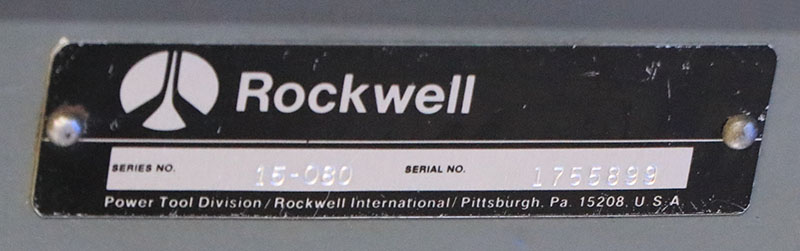 Rockwell
SERIES NO. 15-080 SERIAL NO. 1755899
Power Tool Division / Rockwell International / Pittsburgh, Pa. 15208, U.S.A.